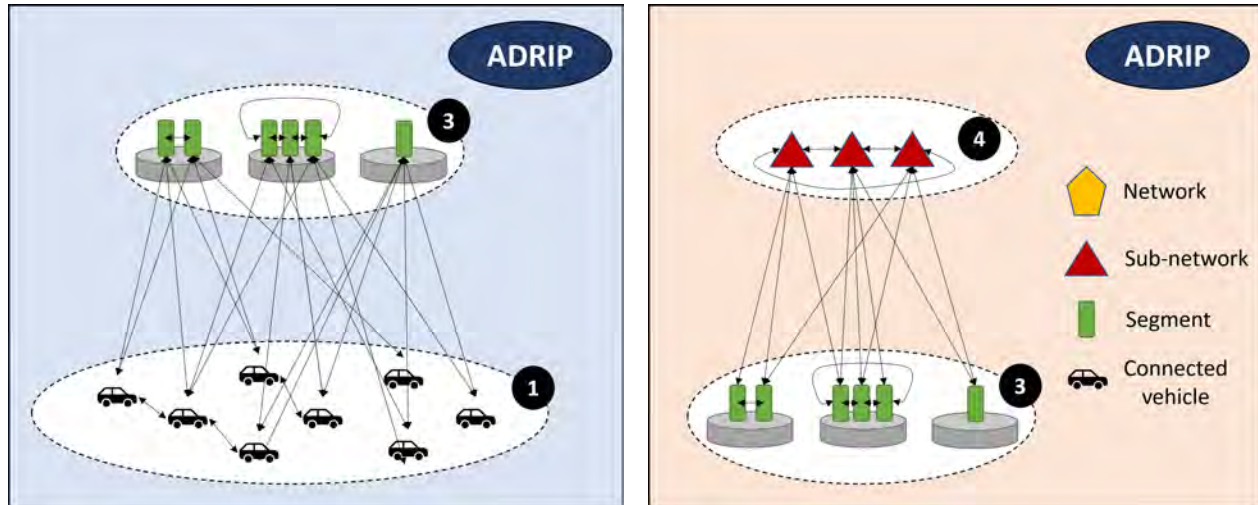 ADRIP
3
1
ADRIP
4
Network
Sub-network
Segment
Connected
vehicle
3